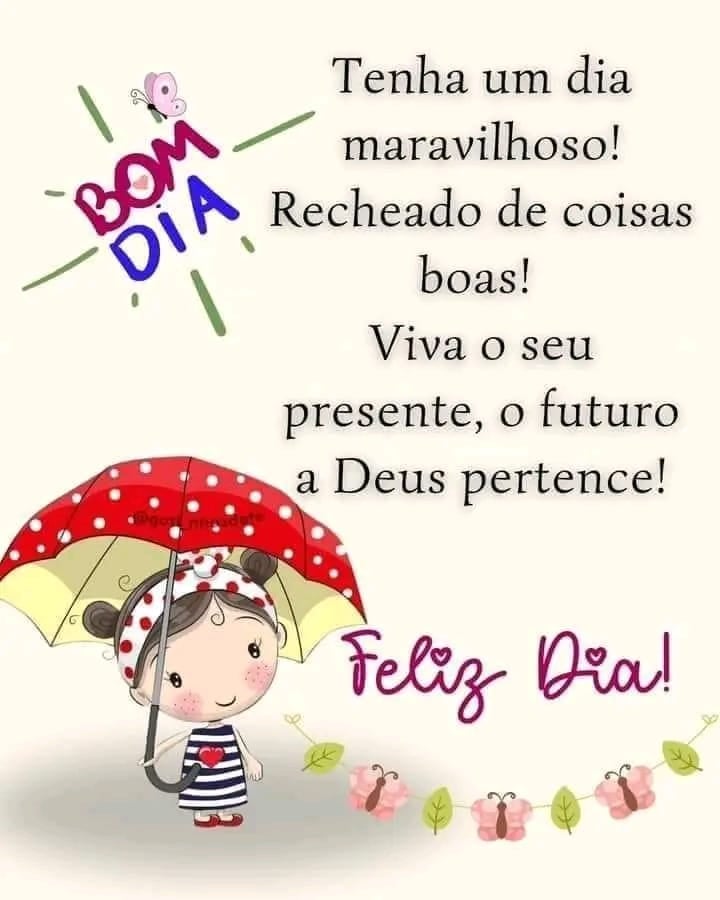 BOM
DIA
Tenha um dia
maravilhoso!
Recheado de coisas
boas!
Viva o seu
presente, o futuro
a Deus pertence!
Feliz Dia!